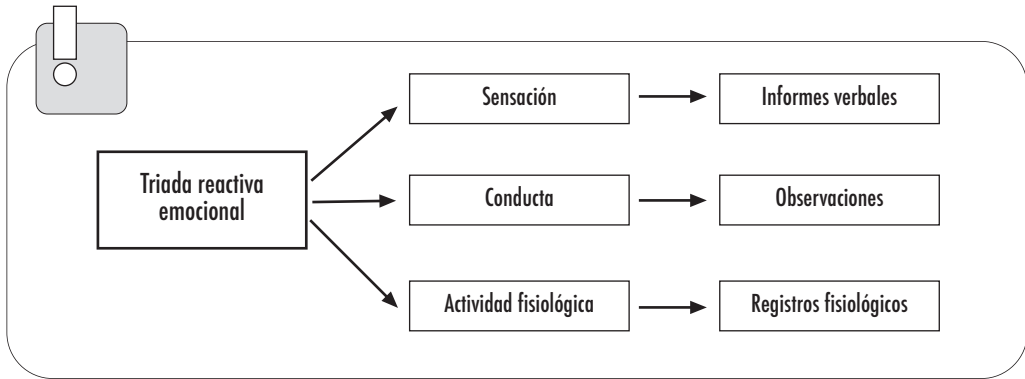 Triada reactiva
emocional
Sensación
Informes verbales
Conducta
Observaciones
Actividad fisiológica
Registros fisiológicos